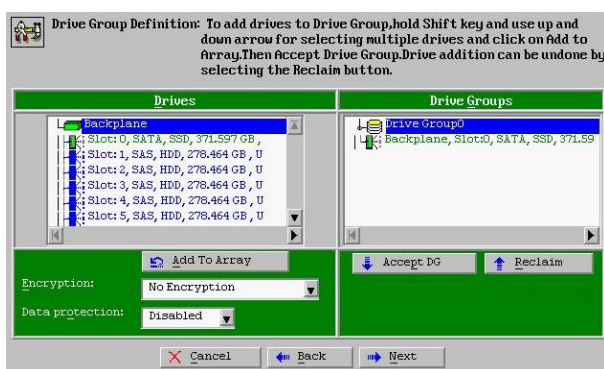 Drive Group Definition: To add drives to Drive Group,hold Shift key and use up and
down arrow for selecting multiple drives and click on Add to
Array.Then Accept Drive Group.Drive addition can be undone by
selecting the Reclaim button.
Drives
Backplane
Slot: 0, SATA, SSD, 371.597 GB ,
Slot: 1, SAS, HDD, 278.464 GB , U
Slot: 2, SAS, HDD, 278.464 GB , U
Slot: 3, SAS, HDD, 278.464 GB , U
Slot: 4, SAS, HDD, 278.464 GB , U
Slot: 5, SAS, HDD, 278.464 GB , U
Add To Array
Encryption:
No Encryption
Data protection:
Disabled
Drive Groups
Drive Group0
Backplane, Slot:0, SATA, SSD, 371.59
Accept DG
Reclaim
Cancel
Back
Next